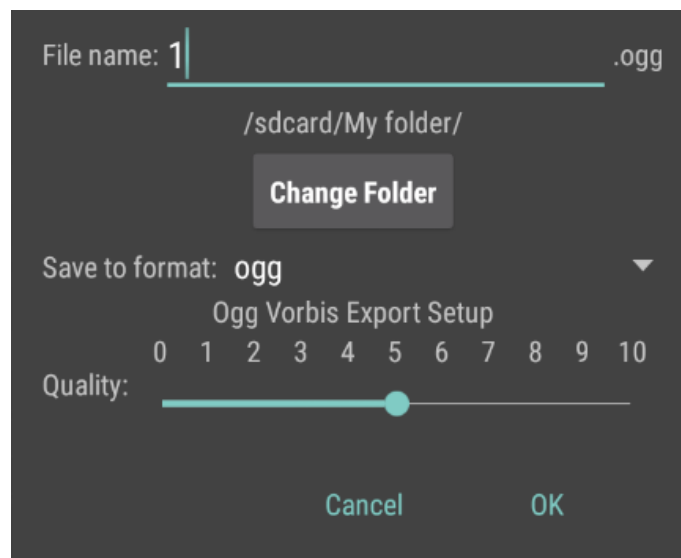 File name: 1 .ogg
/sdcard/My folder/
Change Folder
Save to format: ogg
Ogg Vorbis Export Setup
0 1 2 3 4 5 6 7 8 9 10
Quality:
Cancel OK